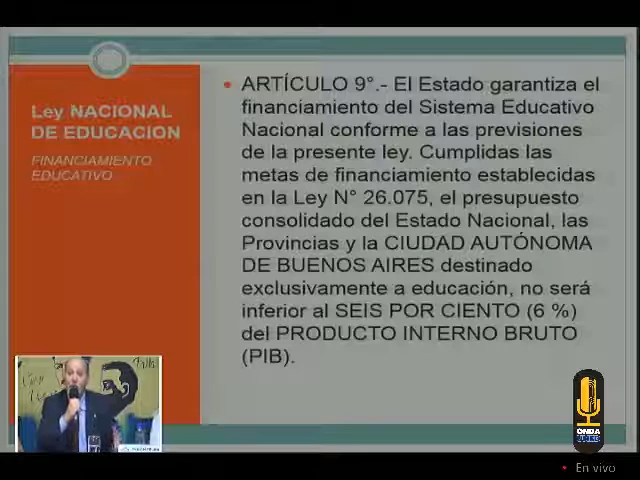 Ley NACIONAL
DE EDUCACION
FINANCIAMIENTO
EDUCATIVO
• ARTÍCULO 9°.- El Estado garantiza el
financiamiento del Sistema Educativo
Nacional conforme a las previsiones
de la presente ley. Cumplidas las
metas de financiamiento establecidas
en la Ley N° 26.075, el presupuesto
consolidado del Estado Nacional, las
Provincias y la CIUDAD AUTÓNOMA
DE BUENOS AIRES destinado
exclusivamente a educación, no será
inferior al SEIS POR CIENTO (6 %)
del PRODUCTO INTERNO BRUTO
(PIB).
ONDA
En vivo